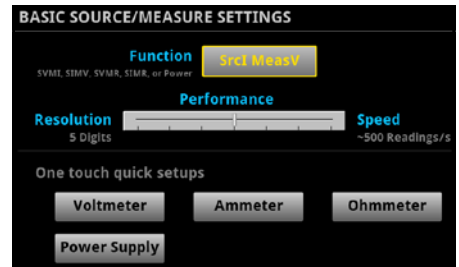 BASIC SOURCE/MEASURE SETTINGS
Function
SrcI MeasV
SVMI, SIMV, SVMR, SIMR, or Power
Performance
Resolution
Speed
5 Digits
~500 Readings/s
One touch quick setups
Voltmeter
Ammeter
Ohmmeter
Power Supply